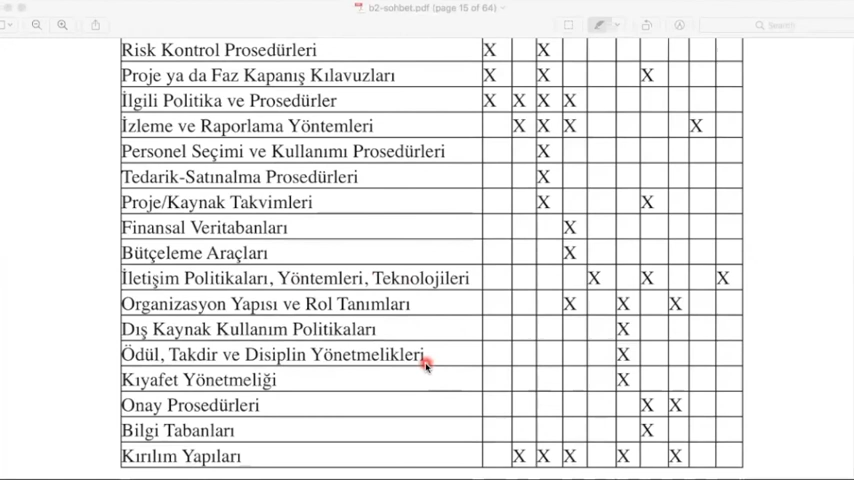 b2-sohbet.pdf (page 15 of 64)
Search
Risk Kontrol Prosedürleri X X
Proje ya da Faz Kapanış Kılavuzları X X X
İlgili Politika ve Prosedürler X X X X
İzleme ve Raporlama Yöntemleri X X X X
Personel Seçimi ve Kullanımı Prosedürleri X
Tedarik-Satınalma Prosedürleri X
Proje/Kaynak Takvimleri X X
Finansal Veritabanları X
Bütçeleme Araçları X
İletişim Politikaları, Yöntemleri, Teknolojileri X X X
Organizasyon Yapısı ve Rol Tanımları X X X
Dış Kaynak Kullanım Politikaları X
Ödül, Takdir ve Disiplin Yönetmelikleri X
Kıyafet Yönetmeliği X
Onay Prosedürleri X X
Bilgi Tabanları X
Kırılım Yapıları X X X X X